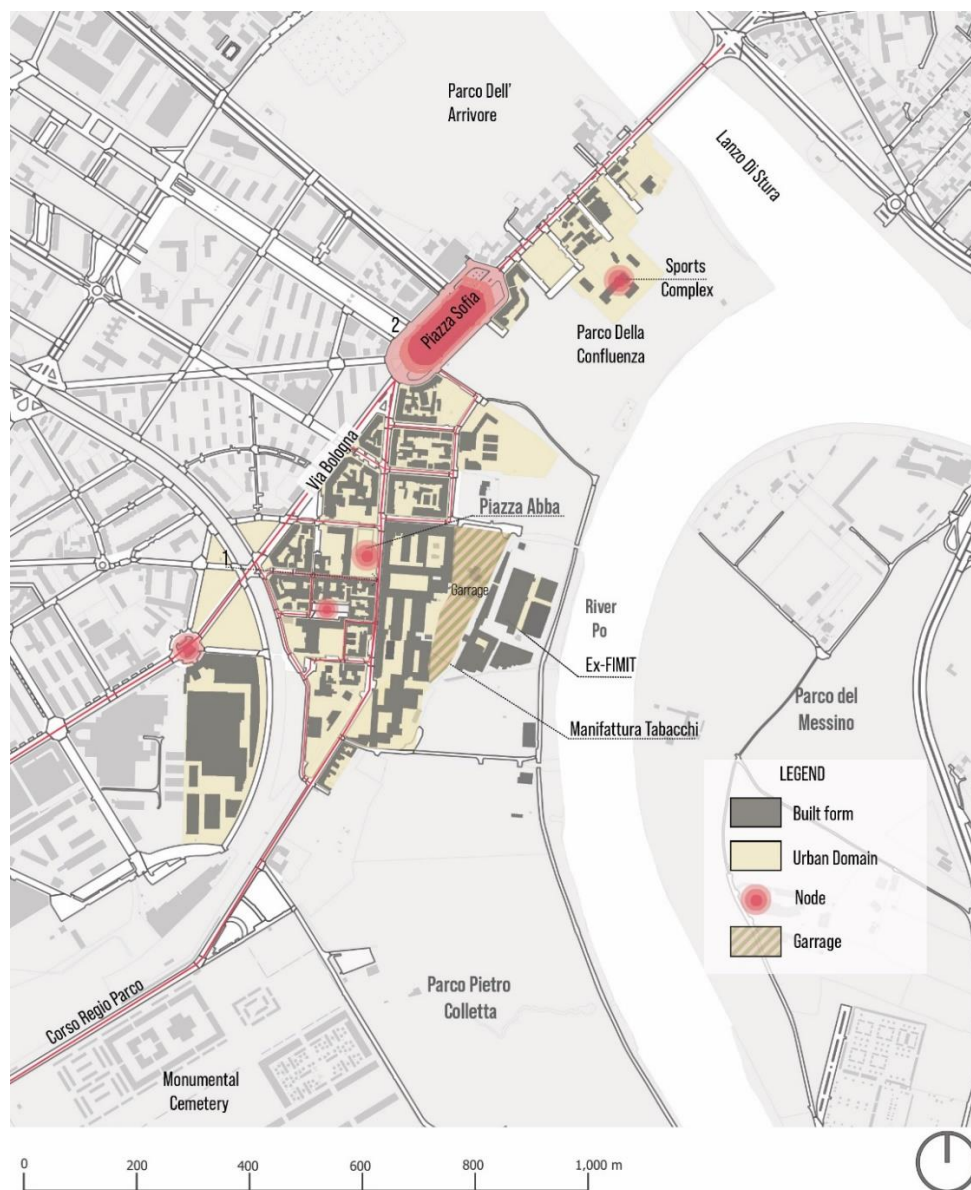 Parco Dell'
Arrivore
Lanzo Di Stura
Sports
Complex
Piazza Sofia
2
Parco Della
Confluenza
Via Bologna
Piazza Abba
1
Garrage
River
Po
Ex-FIMIT
Parco del
Messino
Manifattura Tabacchi
LEGEND
Built form
Urban Domain
Node
Garrage
Parco Pietro
Colletta
Corso Regio Parco
Monumental
Cemetery
0 200 400 600 800 1,000 m